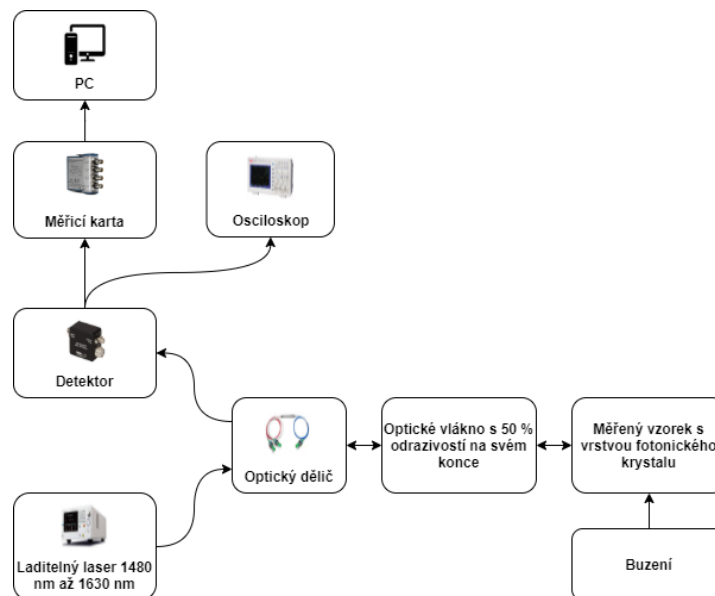 PC
Měřicí karta
Osciloskop
Detektor
Optický dělič
Optické vlákno s 50 %
odrazivostí na svém
konce
Měřený vzorek s
vrstvou fotonického
krystalu
Laditelný laser 1480
nm až 1630 nm
Buzení